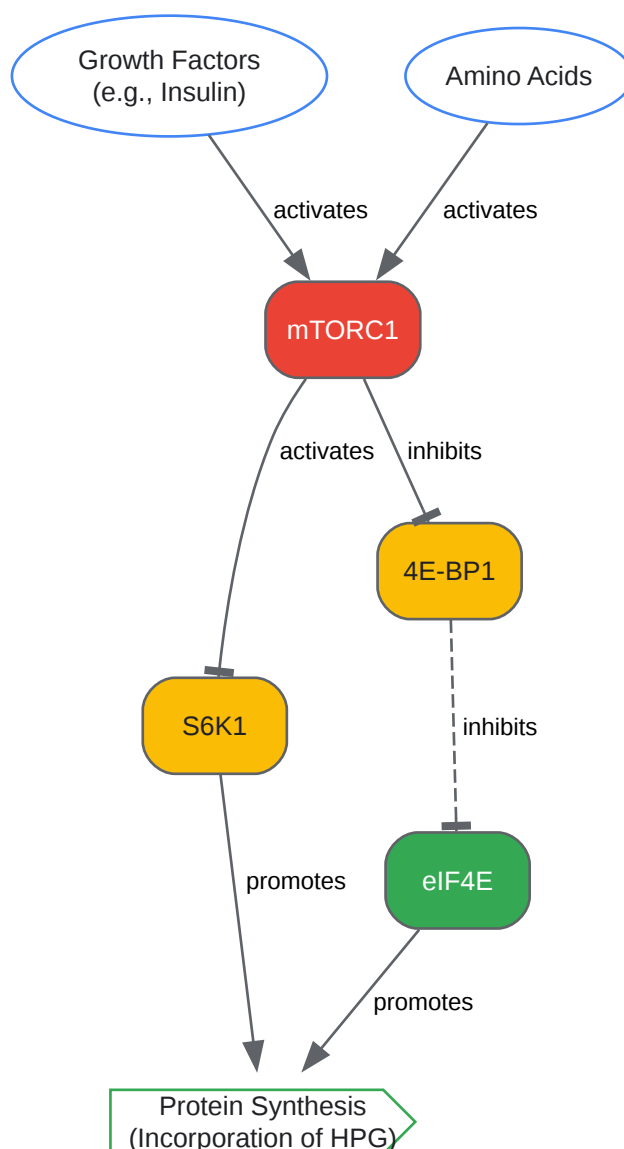 Growth Factors
(e.g., Insulin)
Amino Acids
activates
activates
mTORC1
activates
inhibits
4E-BP1
S6K1
inhibits
promotes
eIF4E
promotes
Protein Synthesis
(Incorporation of HPG)